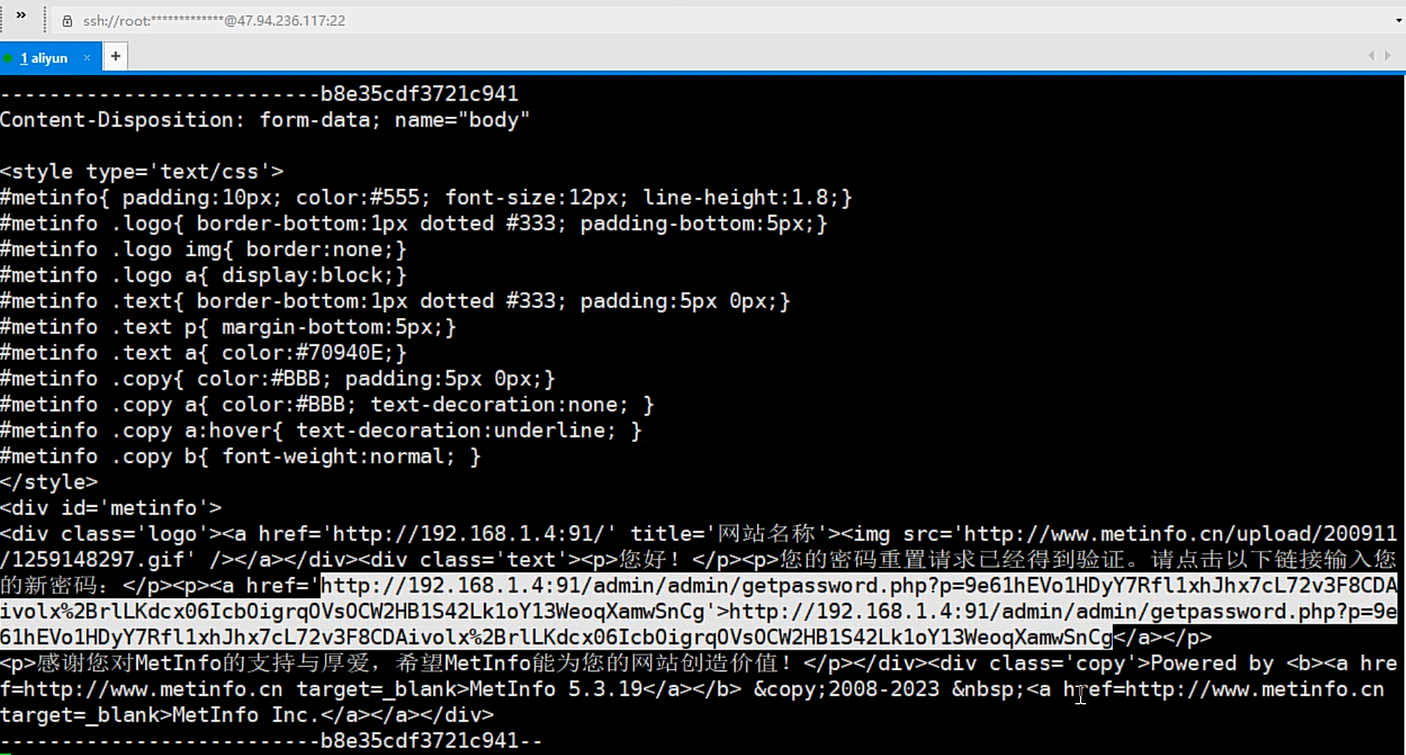 » ssh://root:*************@47.94.236.117:22
1 aliyun × +
--------------------------b8e35cdf3721c941
Content-Disposition: form-data; name="body"
<style type='text/css'>
#metinfo{ padding:10px; color:#555; font-size:12px; line-height:1.8;}
#metinfo .logo{ border-bottom:1px dotted #333; padding-bottom:5px;}
#metinfo .logo img{ border:none;}
#metinfo .logo a{ display:block;}
#metinfo .text{ border-bottom:1px dotted #333; padding:5px 0px;}
#metinfo .text p{ margin-bottom:5px;}
#metinfo .text a{ color:#70940E;}
#metinfo .copy{ color:#BBB; padding:5px 0px;}
#metinfo .copy a{ color:#BBB; text-decoration:none; }
#metinfo .copy a:hover{ text-decoration:underline; }
#metinfo .copy b{ font-weight:normal; }
</style>
<div id='metinfo'>
<div class='logo'><a href='http://192.168.1.4:91/' title='网站名称'><img src='http://www.metinfo.cn/upload/200911
/1259148297.gif' /></a></div><div class='text'><p>您好！</p><p>您的密码重置请求已经得到验证。请点击以下链接输入您
的新密码：</p><p><a href='http://192.168.1.4:91/admin/admin/getpassword.php?p=9e61hEVo1HDyY7Rfl1xhJhx7cL72v3F8CDA
ivolx%2BrlLKdcx06Icb0igrqOVsOCW2HB1S42Lk1oY13WeoqXamwSnCg'>http://192.168.1.4:91/admin/admin/getpassword.php?p=9e
61hEVo1HDyY7Rfl1xhJhx7cL72v3F8CDAivolx%2BrlLKdcx06Icb0igrqOVsOCW2HB1S42Lk1oY13WeoqXamwSnCg</a></p>
<p>感谢您对MetInfo的支持与厚爱，希望MetInfo能为您的网站创造价值！</p></div><div class='copy'>Powered by <b><a hre
f=http://www.metinfo.cn target=_blank>MetInfo 5.3.19</a></b> &copy;2008-2023 &nbsp;<a href=http://www.metinfo.cn
target=_blank>MetInfo Inc.</a></a></div>
--------------------------b8e35cdf3721c941--